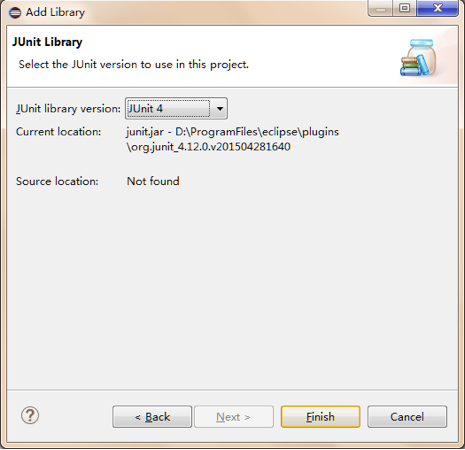 Add Library
JUnit Library
Select the JUnit version to use in this project.
JUnit library version: JUnit 4
Current location: junit.jar - D:\ProgramFiles\eclipse\plugins
\org.junit_4.12.0.v201504281640
Source location: Not found
?
< Back Next > Finish Cancel